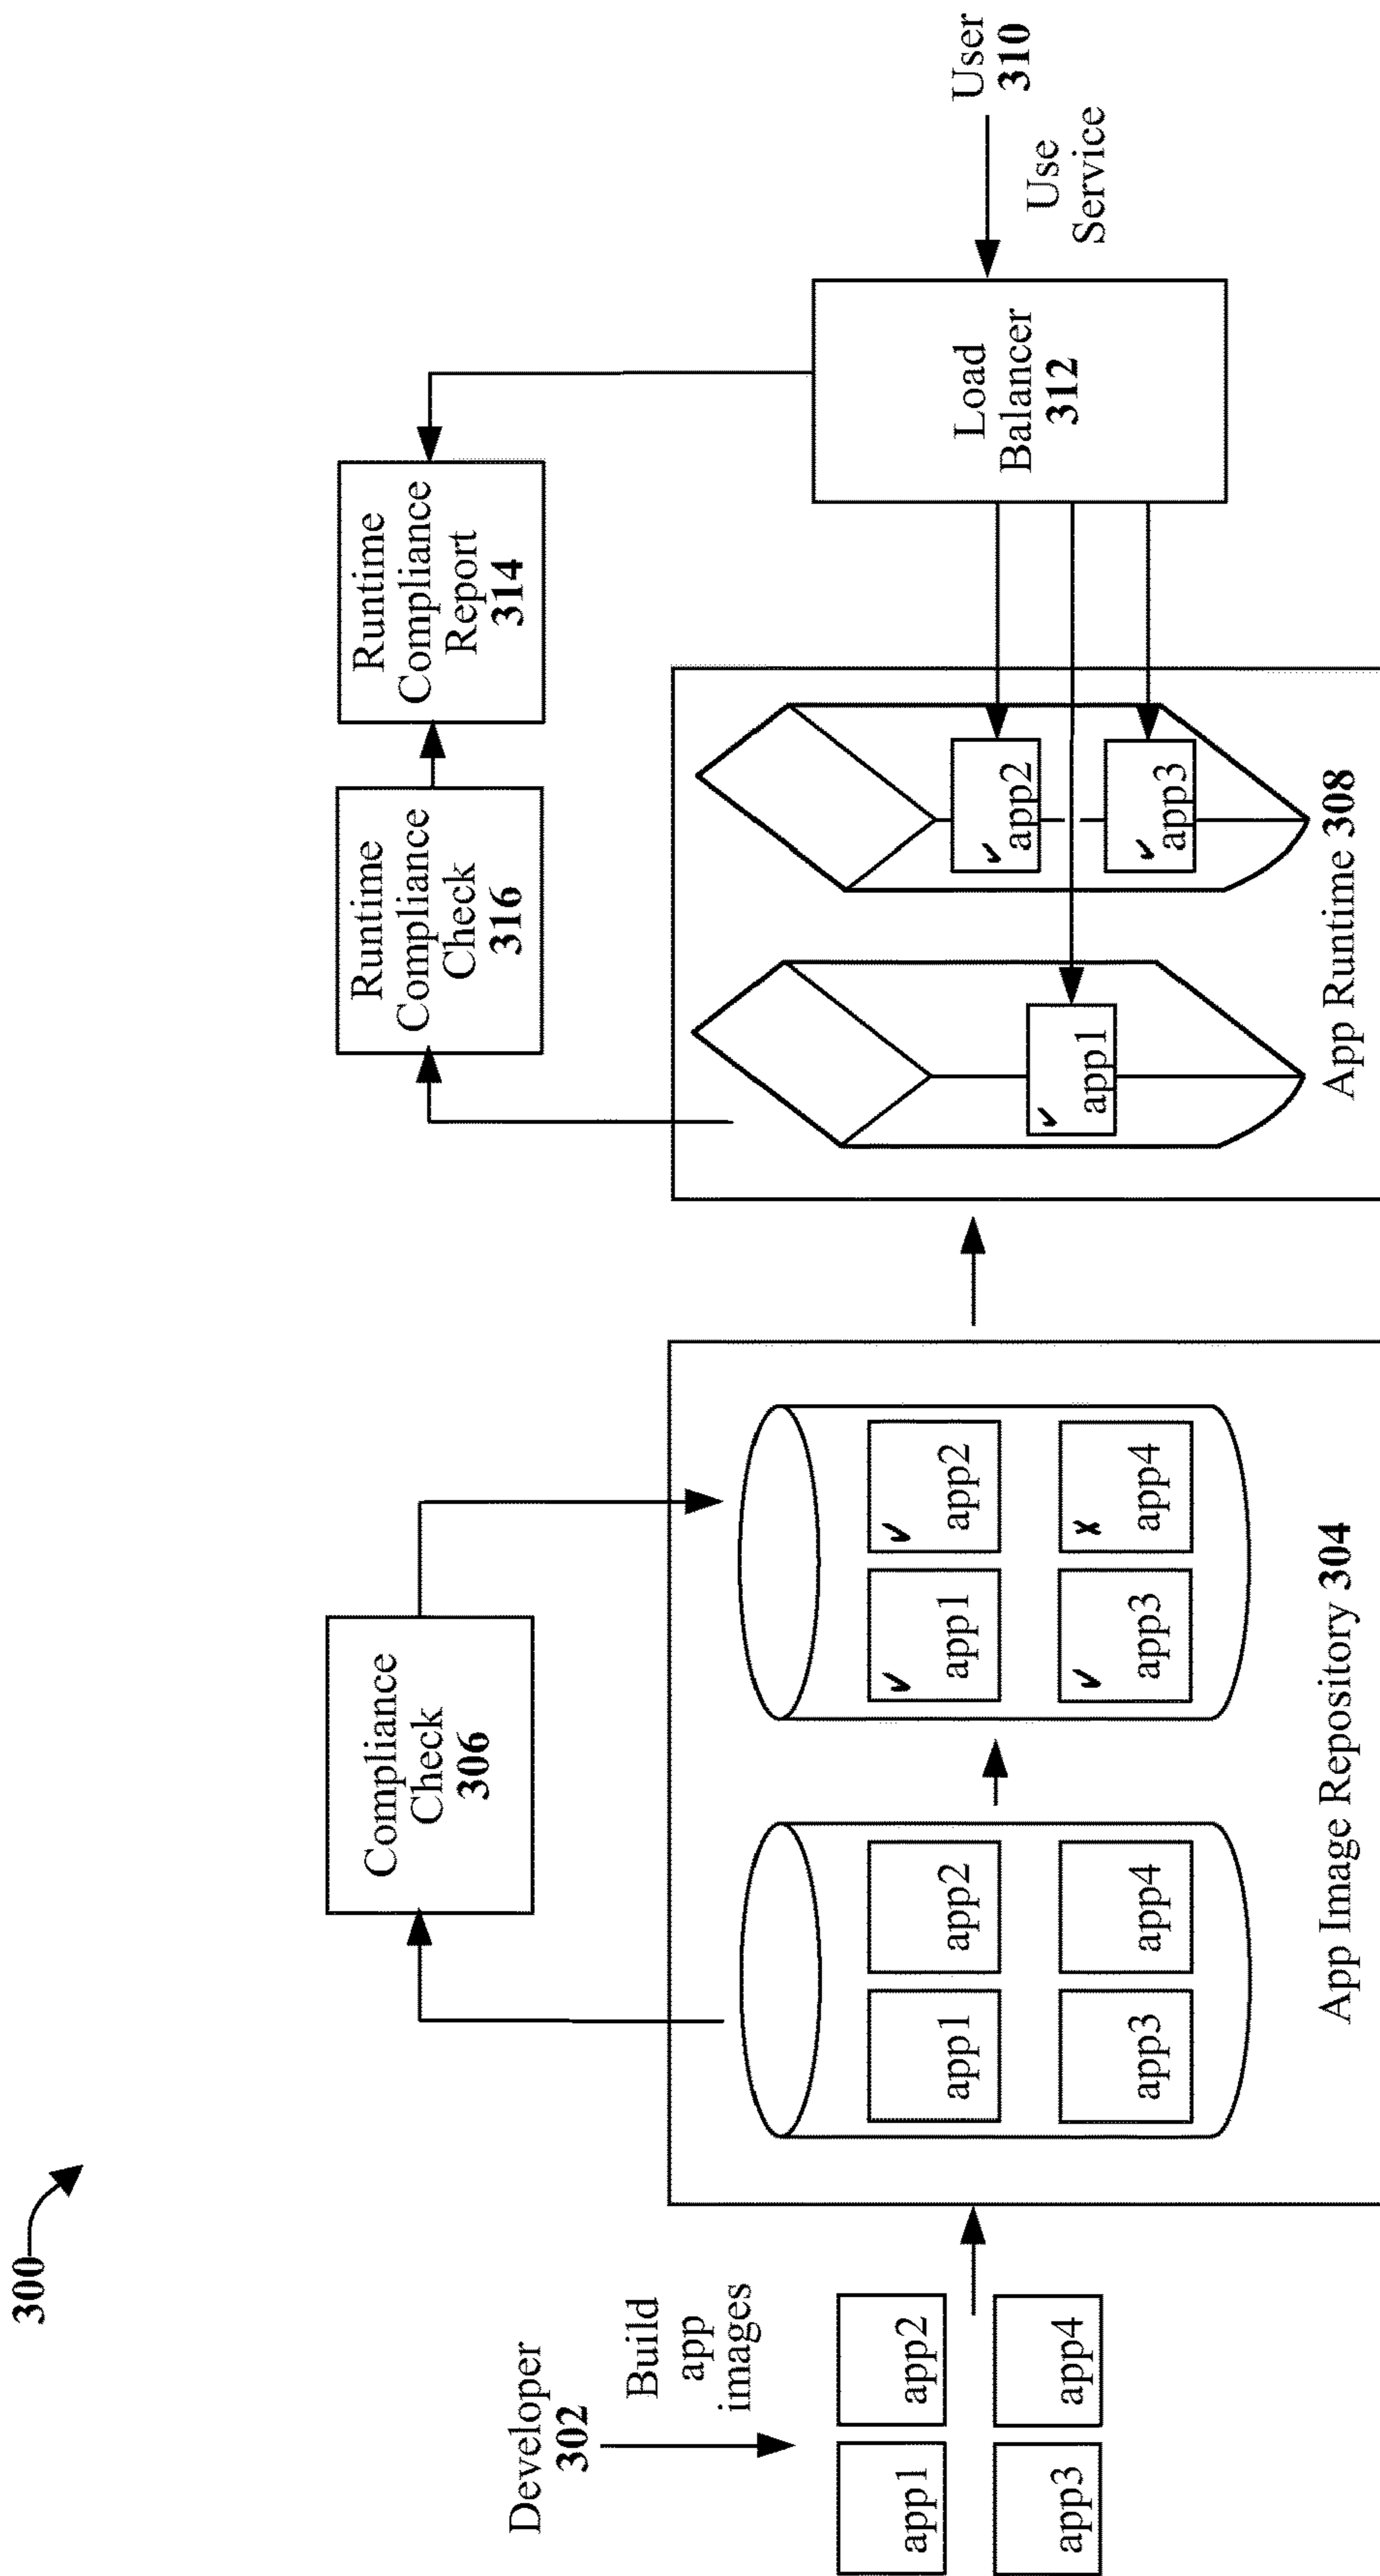 300
Developer
302
Build
app
images
app1
app2
app3
app4
Compliance
Check
306
app1
app2
app3
app4
✓
app1
✓
app2
✓
app3
x
app4
App Image Repository 304
Runtime
Compliance
Check
316
Runtime
Compliance
Report
314
✓
app1
✓
app2
✓
app3
App Runtime 308
Load
Balancer
312
User
310
Use
Service